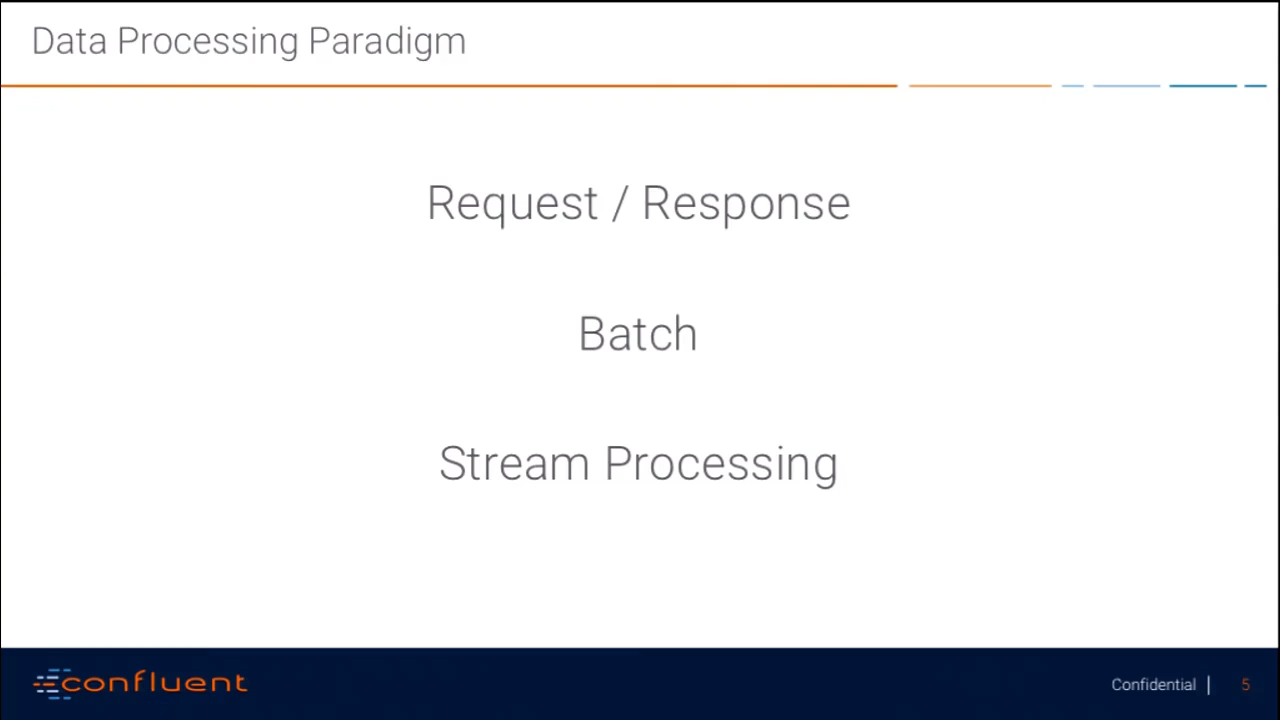 Data Processing Paradigm
Request / Response
Batch
Stream Processing
confluent
Confidential | 5